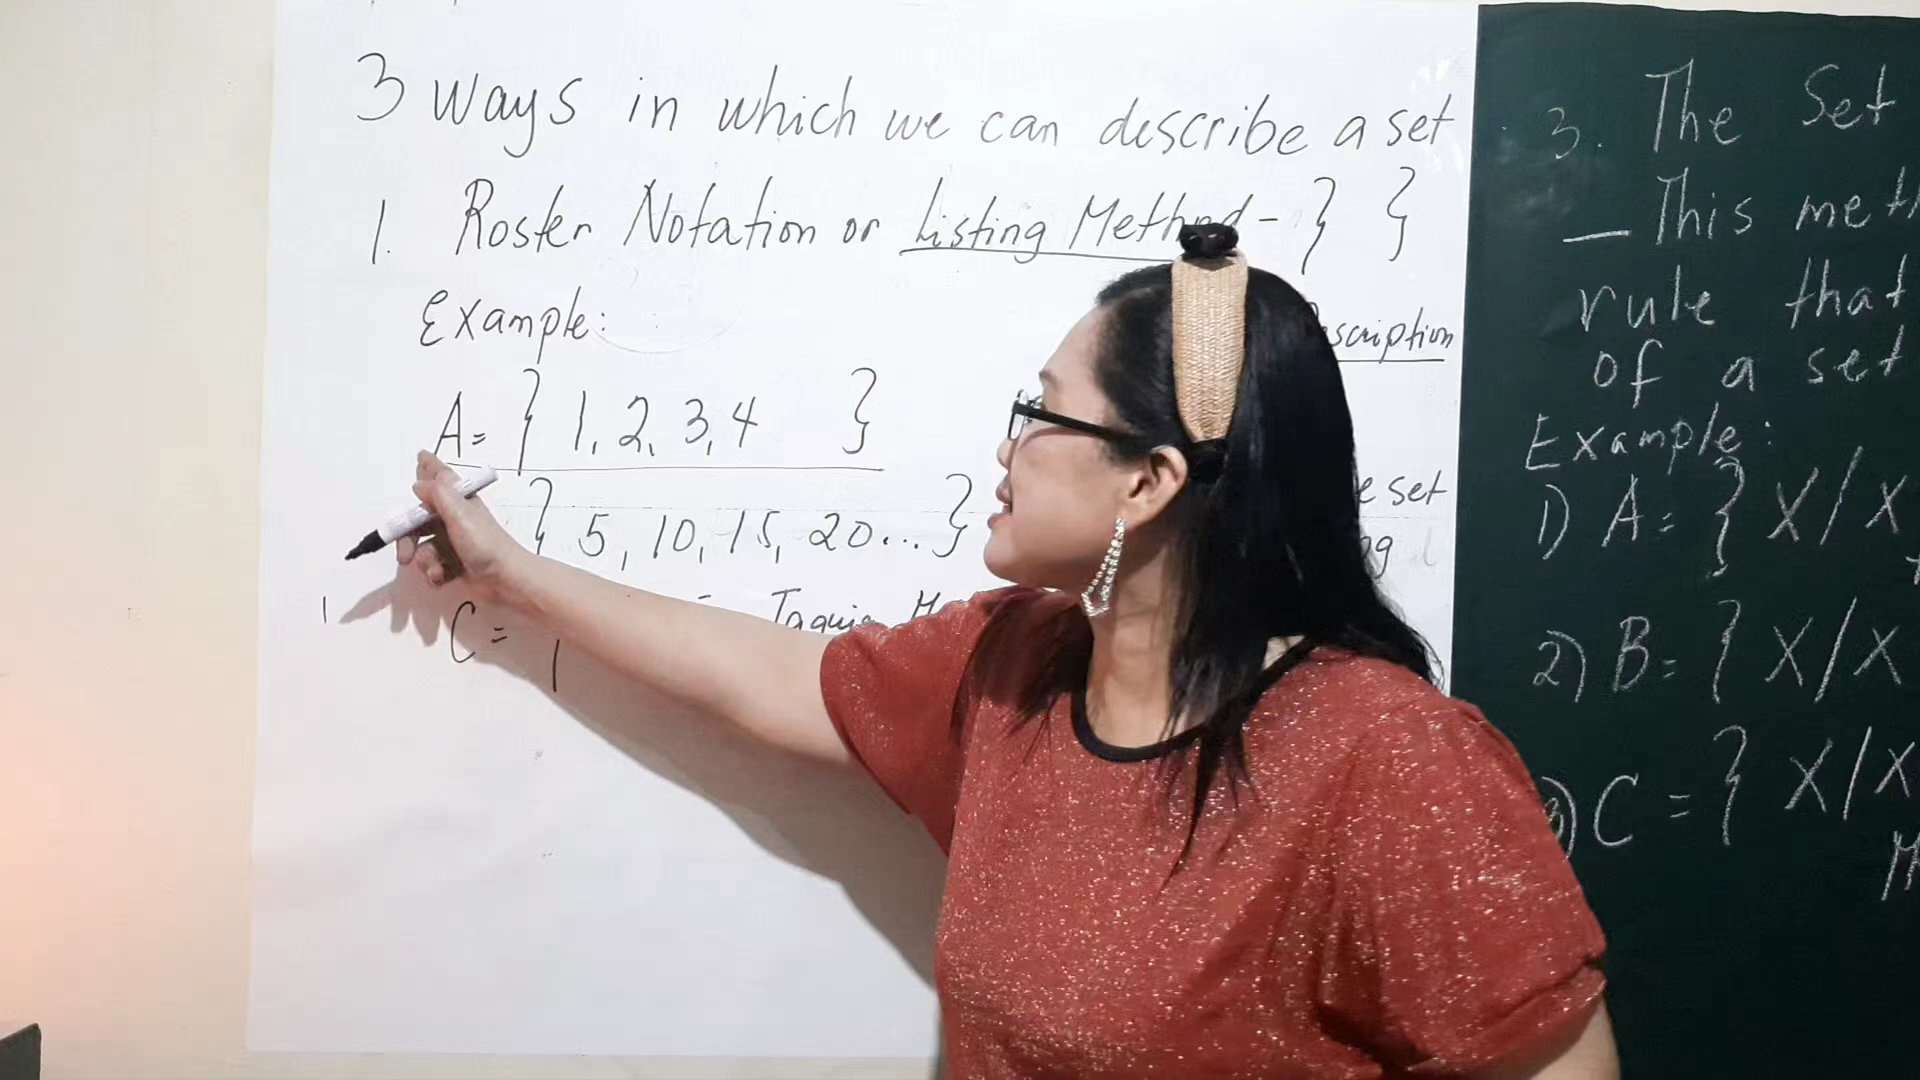 3 Ways in which we can describe a set
1. Roster Notation or Listing Method - } }
Example:
scription
A = } 1, 2, 3, 4 }
} 5, 10, 15, 20... }
e set
C =
3. The Set
- This meth
rule that
of a set
Example:
1) A = } X/X
2) B = } X/X
) C = } X/X